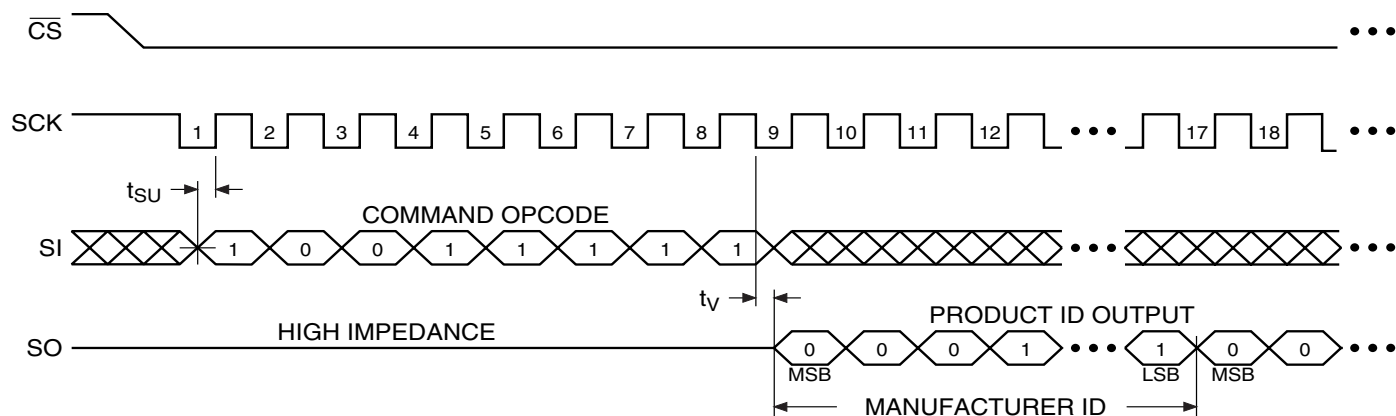 CS
SCK 1 2 3 4 5 6 7 8 9 10 11 12 17 18
tSU
COMMAND OPCODE
SI 1 0 0 1 1 1 1 1
tV
HIGH IMPEDANCE
PRODUCT ID OUTPUT
SO 0 0 0 1 1 0 0
MSB LSB MSB
MANUFACTURER ID